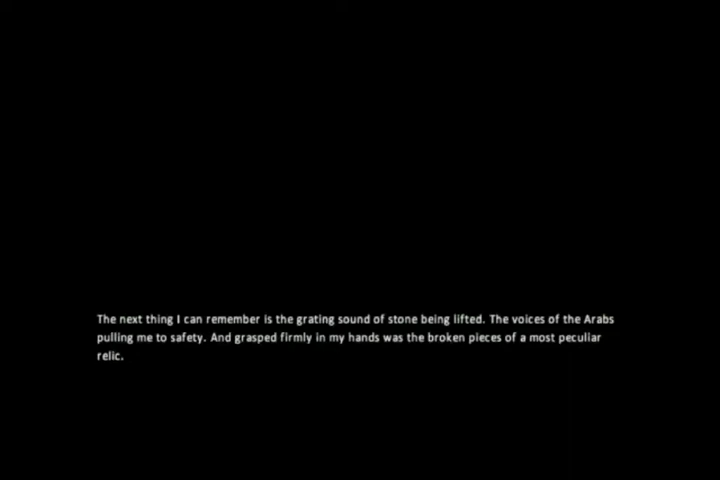 The next thing I can remember is the grating sound of stone being lifted. The voices of the Arabs
pulling me to safety. And grasped firmly in my hands was the broken pieces of a most peculiar
relic.